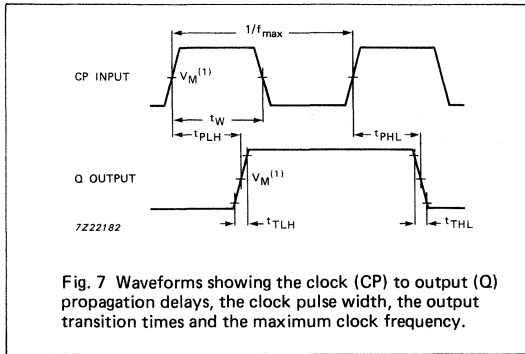 1/fmax
CP INPUT
VM(1)
tW
tPLH
tPHL
Q OUTPUT
VM(1)
7Z22182
tTLH
tTHL
Fig. 7 Waveforms showing the clock (CP) to output (Q)
propagation delays, the clock pulse width, the output
transition times and the maximum clock frequency.